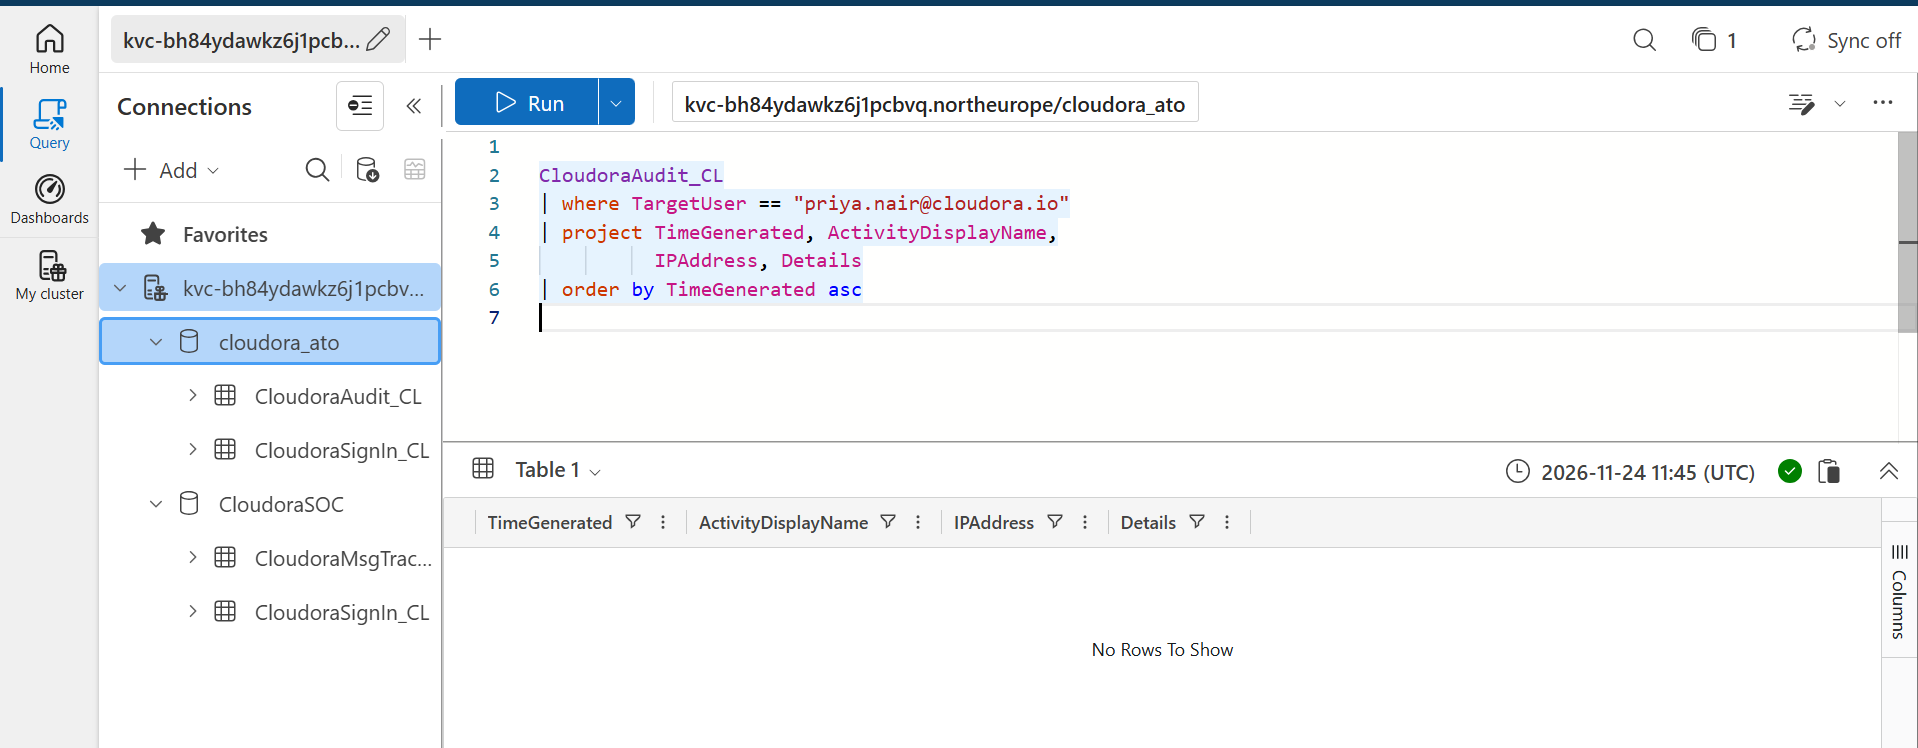 kvc-bh84ydawkz6j1pcb...
1
Sync off
Home
Query
Dashboards
My cluster
Connections
Add
Favorites
kvc-bh84ydawkz6j1pcbv...
cloudora_ato
CloudoraAudit_CL
CloudoraSignIn_CL
CloudoraSOC
CloudoraMsgTrac...
CloudoraSignIn_CL
Run
kvc-bh84ydawkz6j1pcbvq.northeurope/cloudora_ato
1
2 CloudoraAudit_CL
3 | where TargetUser == "priya.nair@cloudora.io"
4 | project TimeGenerated, ActivityDisplayName,
5 IPAddress, Details
6 | order by TimeGenerated asc
7
Table 1
2026-11-24 11:45 (UTC)
TimeGenerated ActivityDisplayName IPAddress Details
No Rows To Show
Columns